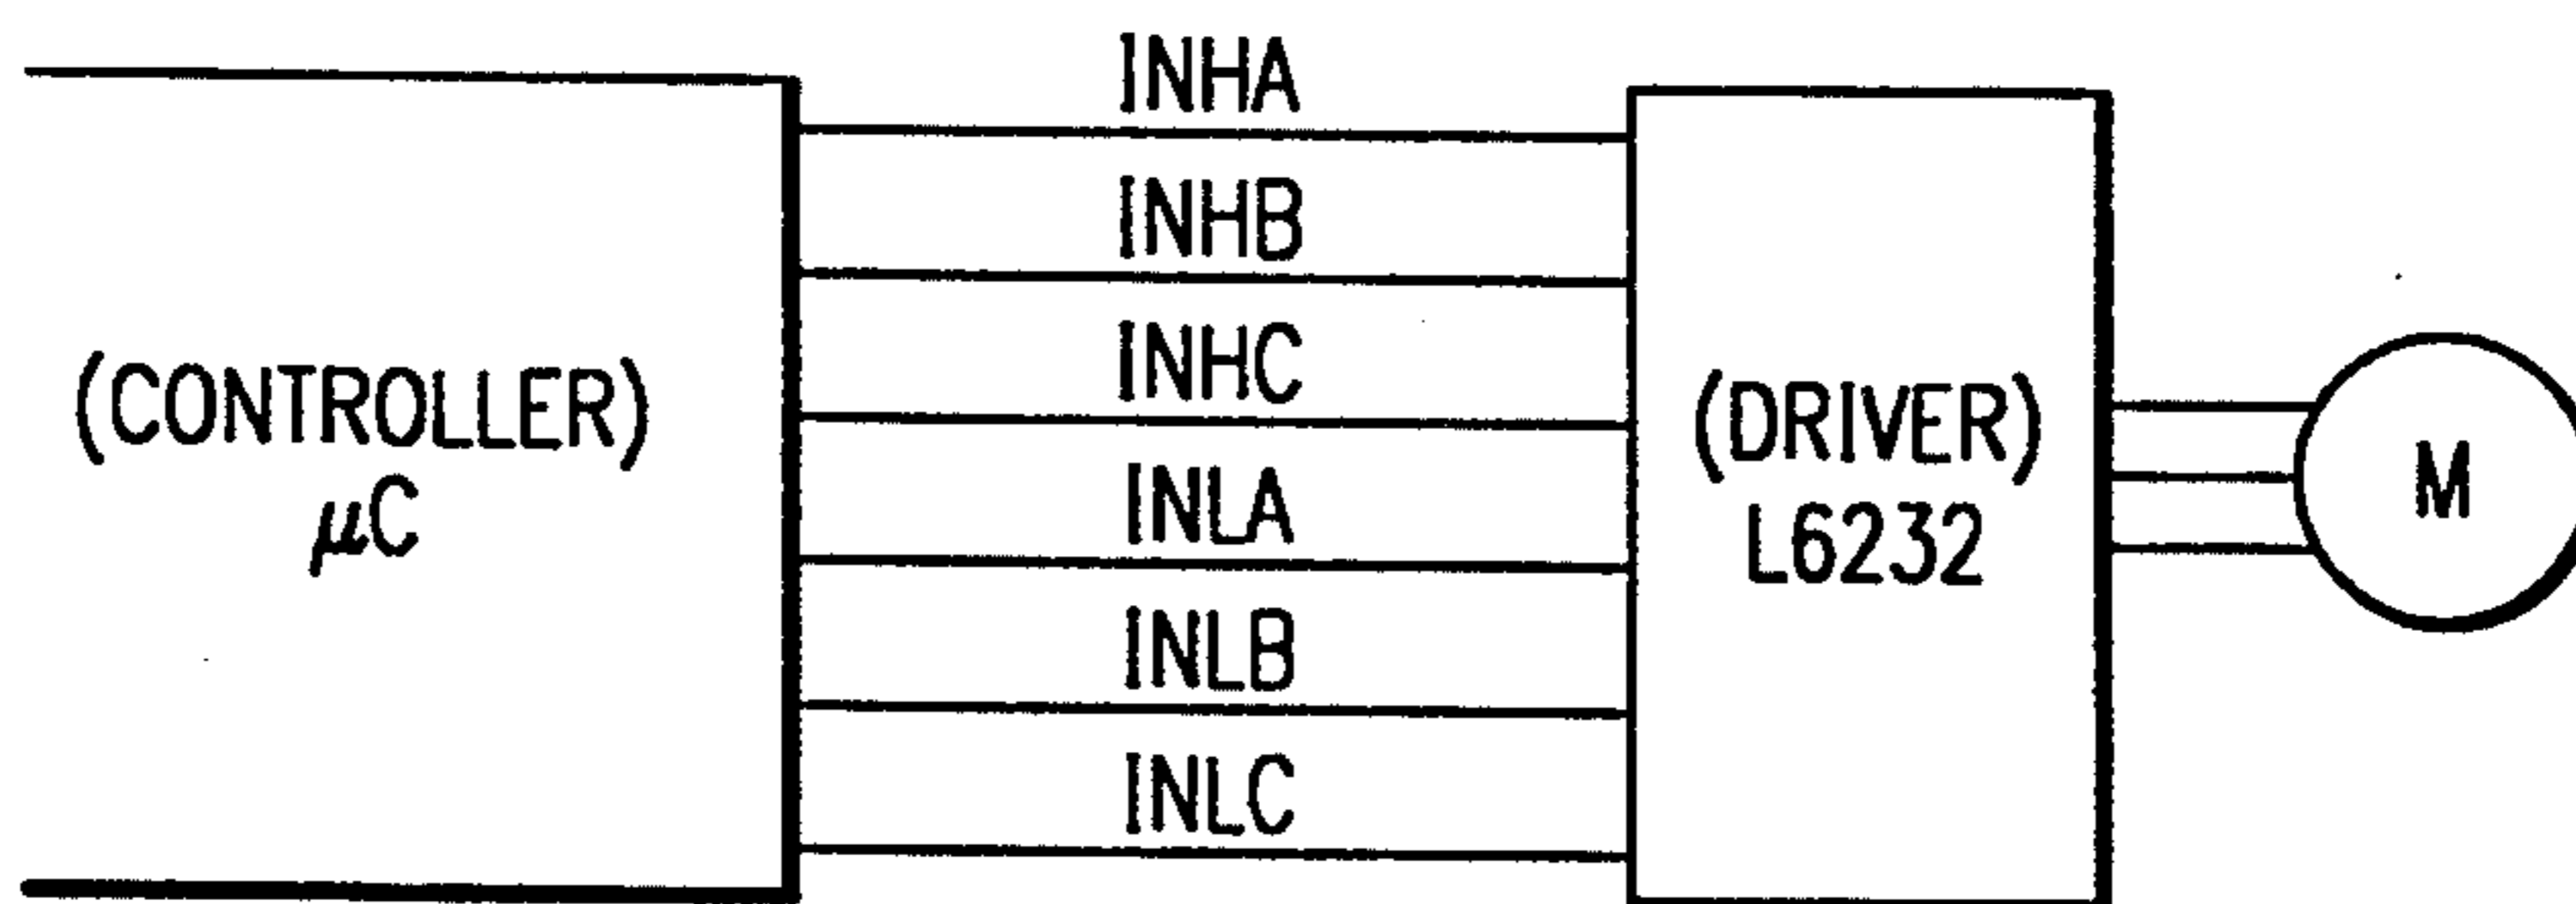 INHA
INHB
INHC
INLA
INLB
INLC
(CONTROLLER)
μC
(DRIVER)
L6232
M